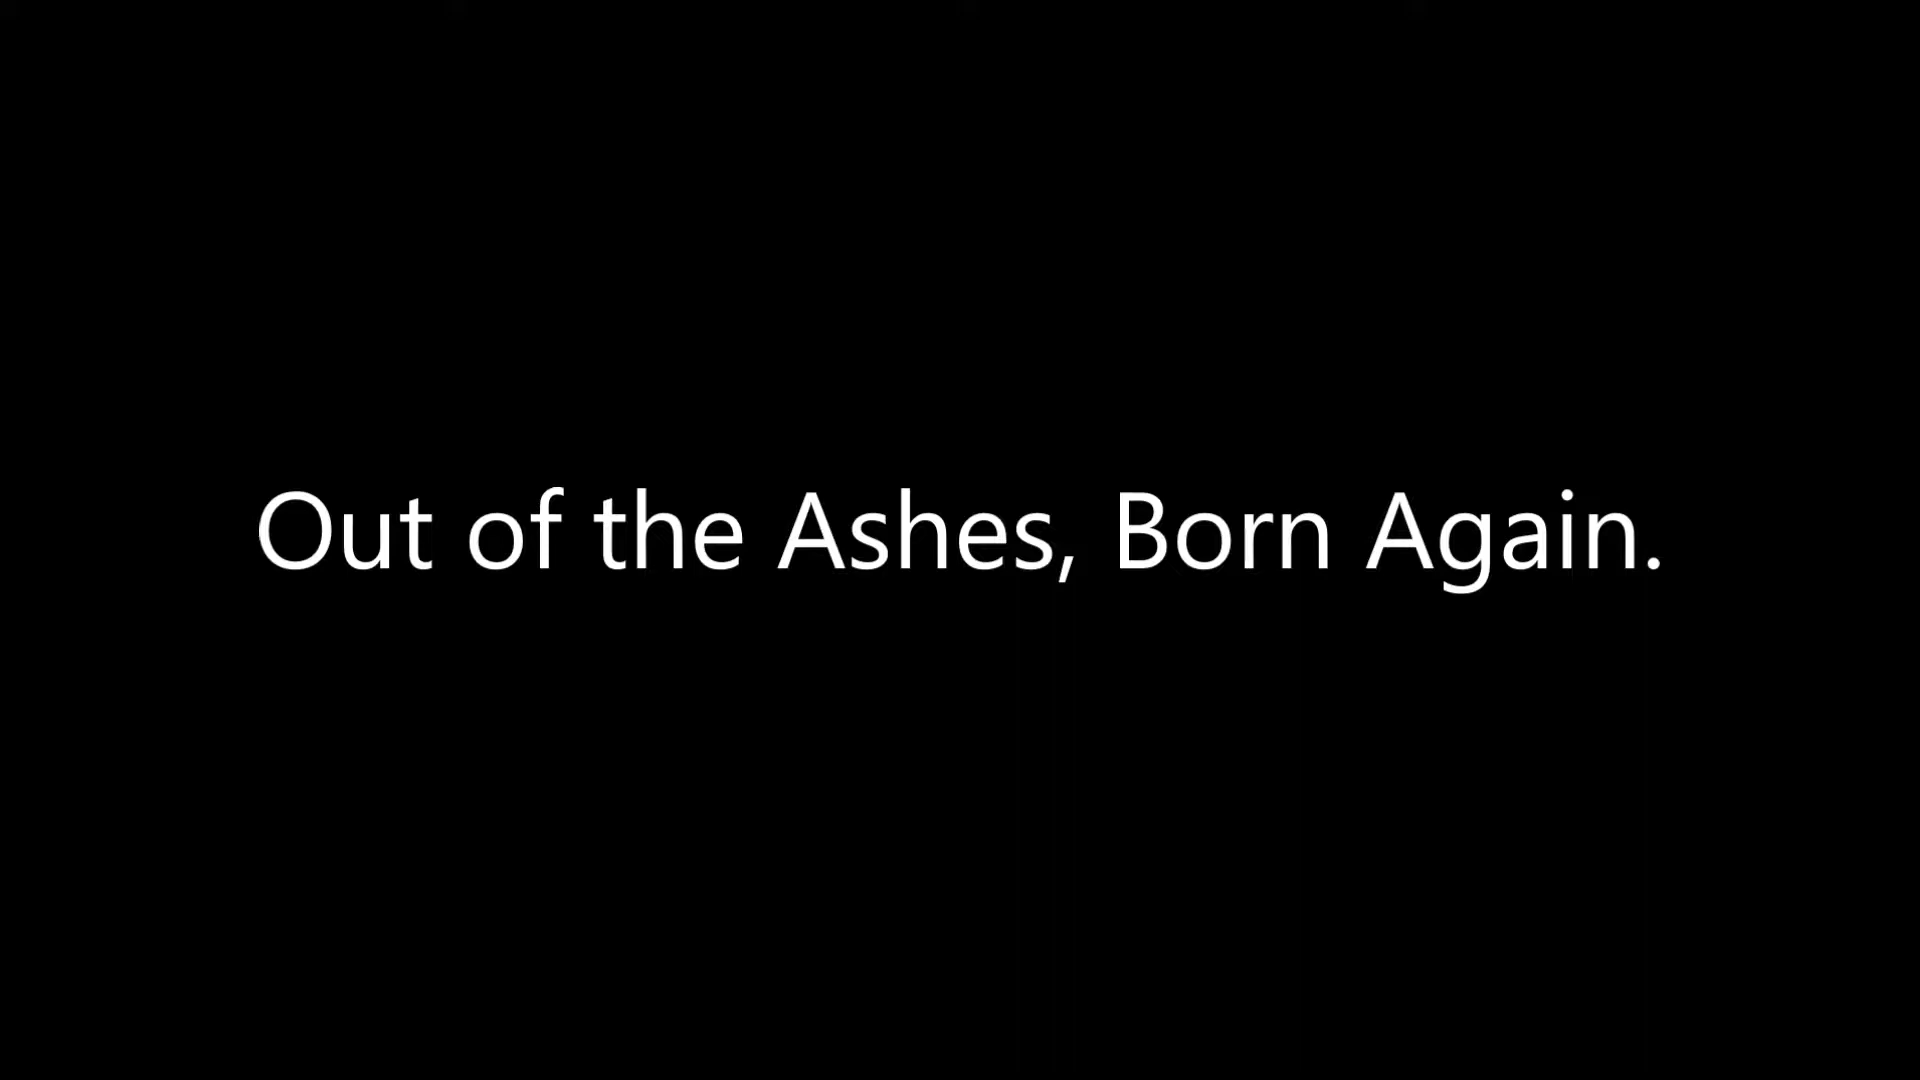 Out of the Ashes, Born Again.